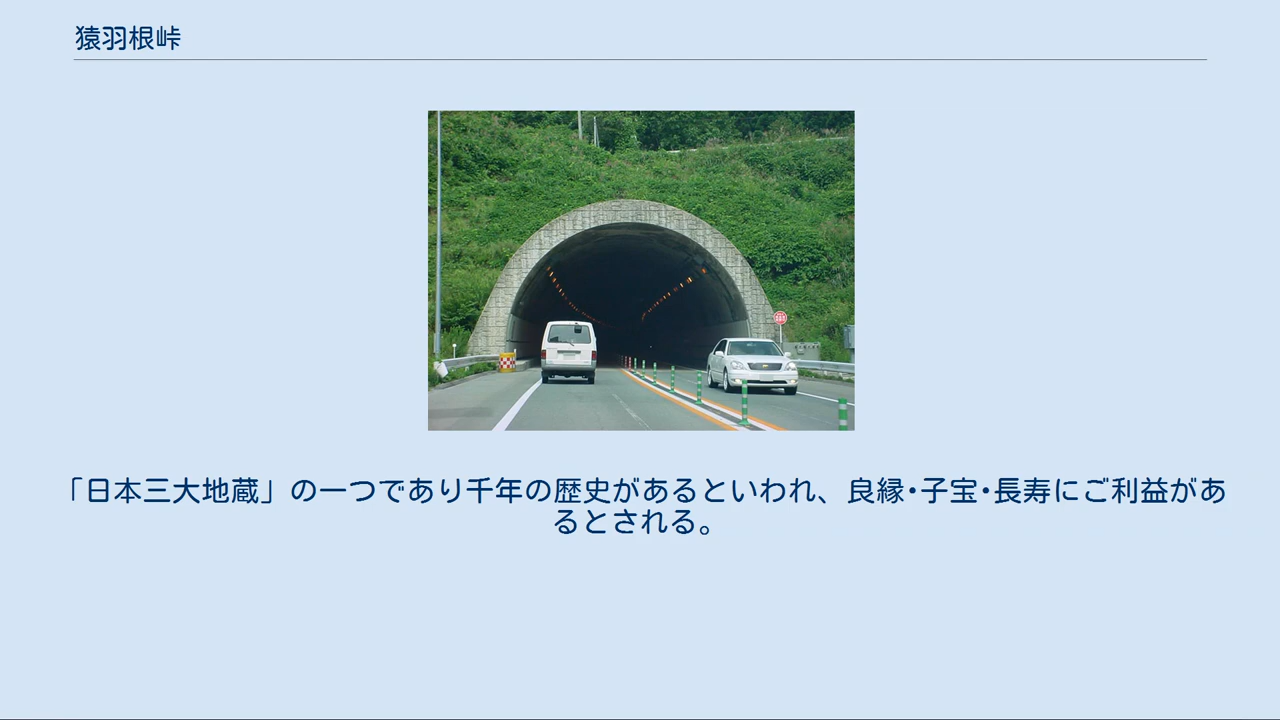 猿羽根峠
「日本三大地蔵」の一つであり千年の歴史があるといわれ、良縁･子宝･長寿にご利益があ
るとされる。